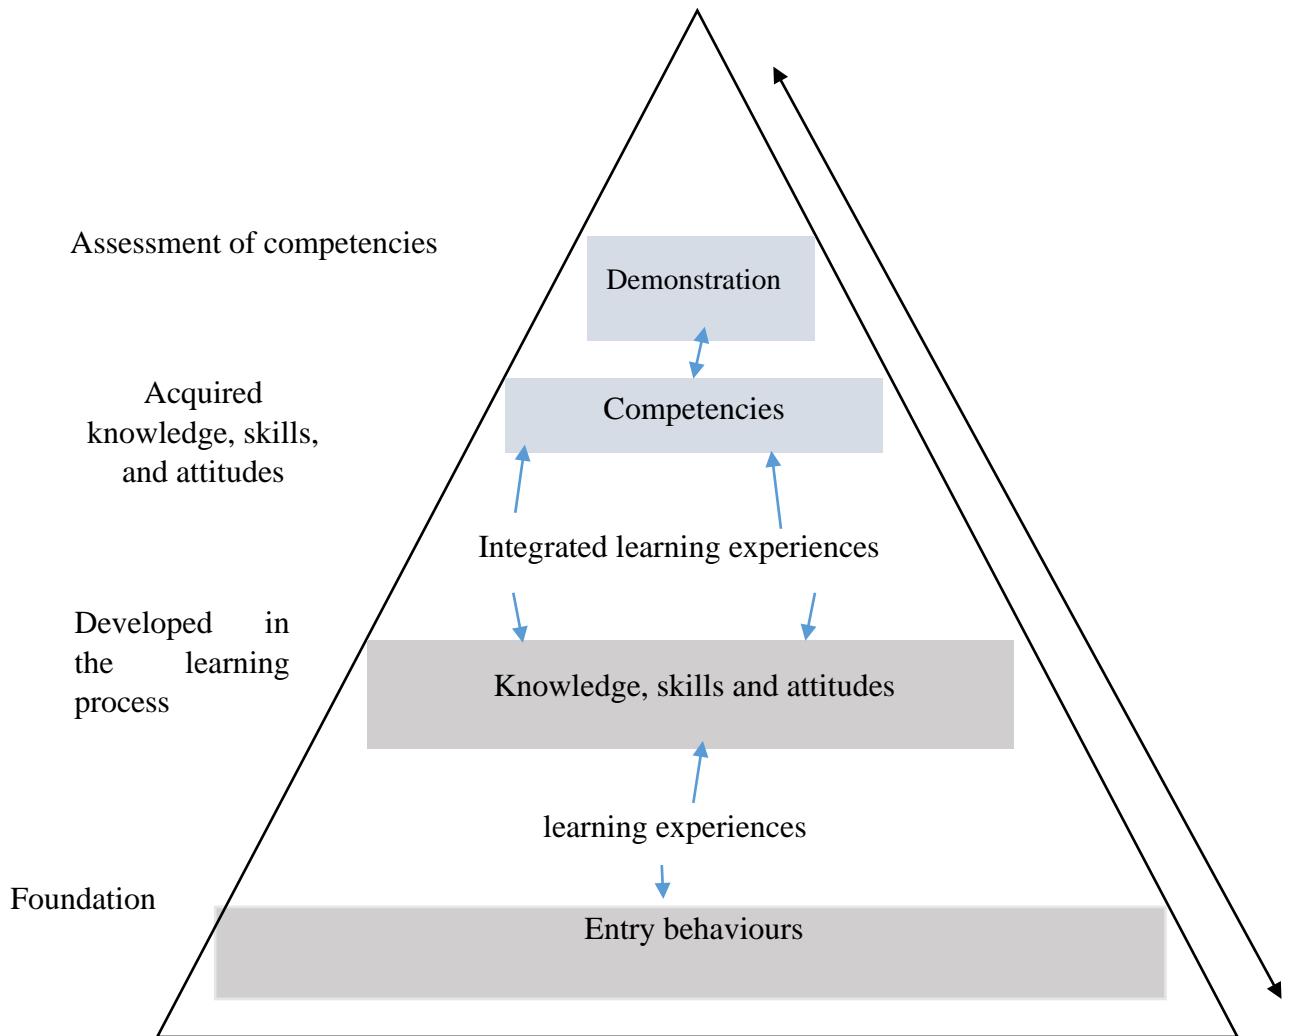 Assessment of competencies
Demonstration
Acquired
knowledge, skills,
and attitudes
Competencies
Integrated learning experiences
Developed in
the learning
process
Knowledge, skills and attitudes
learning experiences
Foundation
Entry behaviours